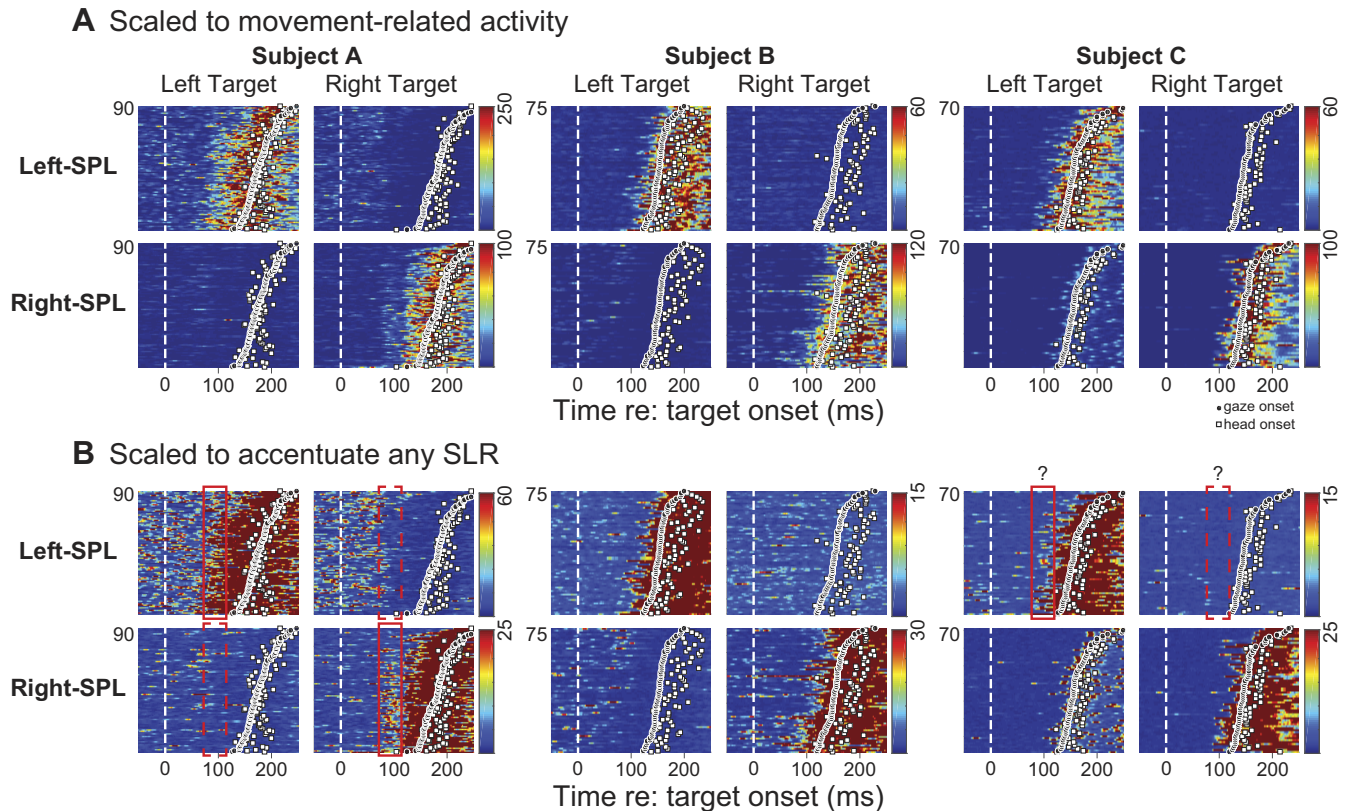 A Scaled to movement-related activity
Subject A Subject B Subject C
Left Target Right Target Left Target Right Target Left Target Right Target
90 250 75 60 70 60
Left-SPL
90 100 75 120 70 100
Right-SPL
0 100 200 0 100 200 0 100 200 0 100 200 0 100 200 0 100 200
Time re: target onset (ms)
gaze onset
head onset
B Scaled to accentuate any SLR
? ?
90 60 75 15 70 15
Left-SPL
90 25 75 30 70 25
Right-SPL
0 100 200 0 100 200 0 100 200 0 100 200 0 100 200 0 100 200
Time re: target onset (ms)